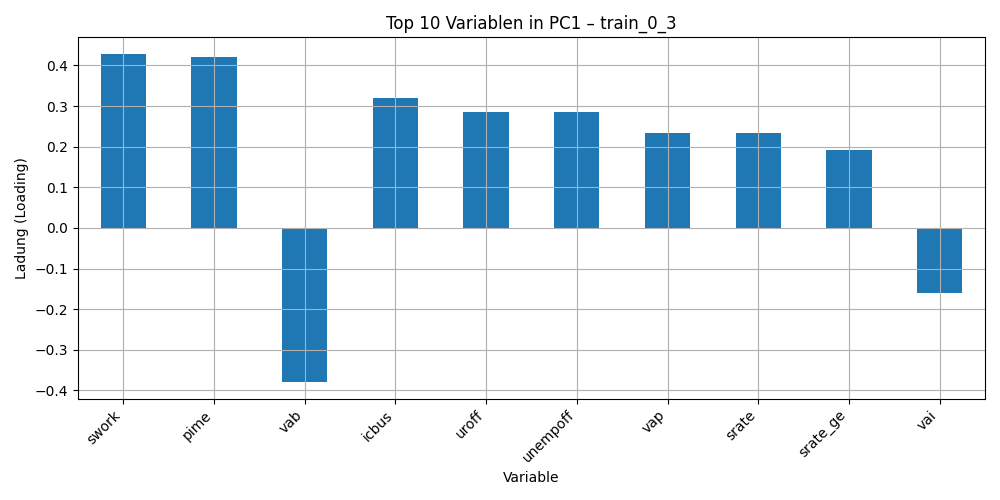 Top 10 Variablen in PC1 – train_0_3
Ladung (Loading)
0.4
0.3
0.2
0.1
0.0
−0.1
−0.2
−0.3
−0.4
swork
pime
vab
icbus
uroff
unempoff
vap
srate
srate_ge
vai
Variable